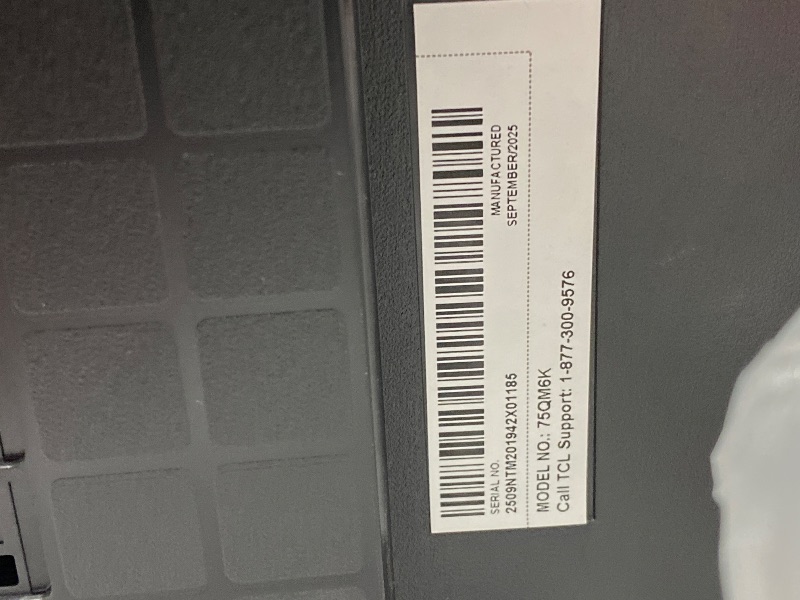 SERIAL NO.
2509NTM201942X01185
MANUFACTURED
SEPTEMBER/2025
MODEL NO.: 75QM6K
Call TCL Support: 1-877-300-9576